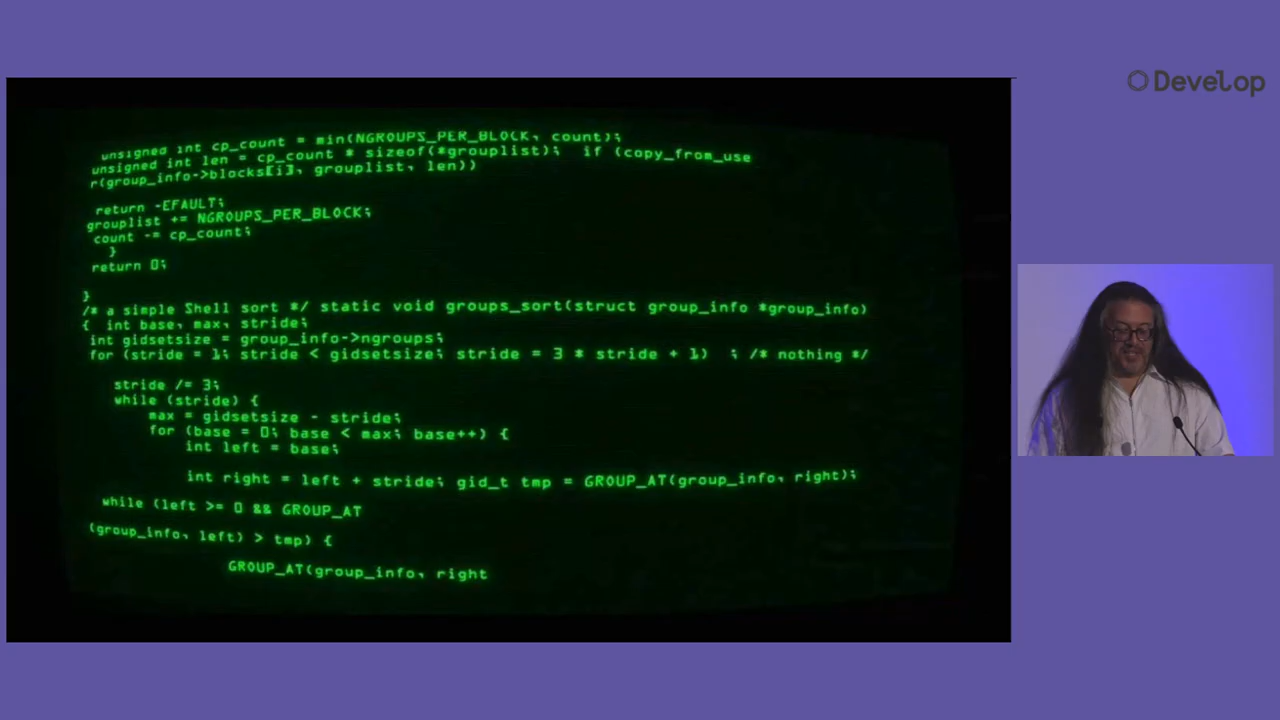 Develop
unsigned int cp_count = min(NGROUPS_PER_BLOCK, count);
unsigned int len = cp_count * sizeof(*grouplist); if (copy_from_use
r(group_info->blocks[i], grouplist, len))
return -EFAULT;
grouplist += NGROUPS_PER_BLOCK;
count -= cp_count;
}
return 0;
}
/* a simple Shell sort */ static void groups_sort(struct group_info *group_info)
{ int base, max, stride;
int gidsetsize = group_info->ngroups;
for (stride = 1; stride < gidsetsize; stride = 3 * stride + 1) ; /* nothing */
stride /= 3;
while (stride) {
max = gidsetsize - stride;
for (base = 0; base < max; base++) {
int left = base;
int right = left + stride; gid_t tmp = GROUP_AT(group_info, right);
while (left >= 0 && GROUP_AT
(group_info, left) > tmp) {
GROUP_AT(group_info, right